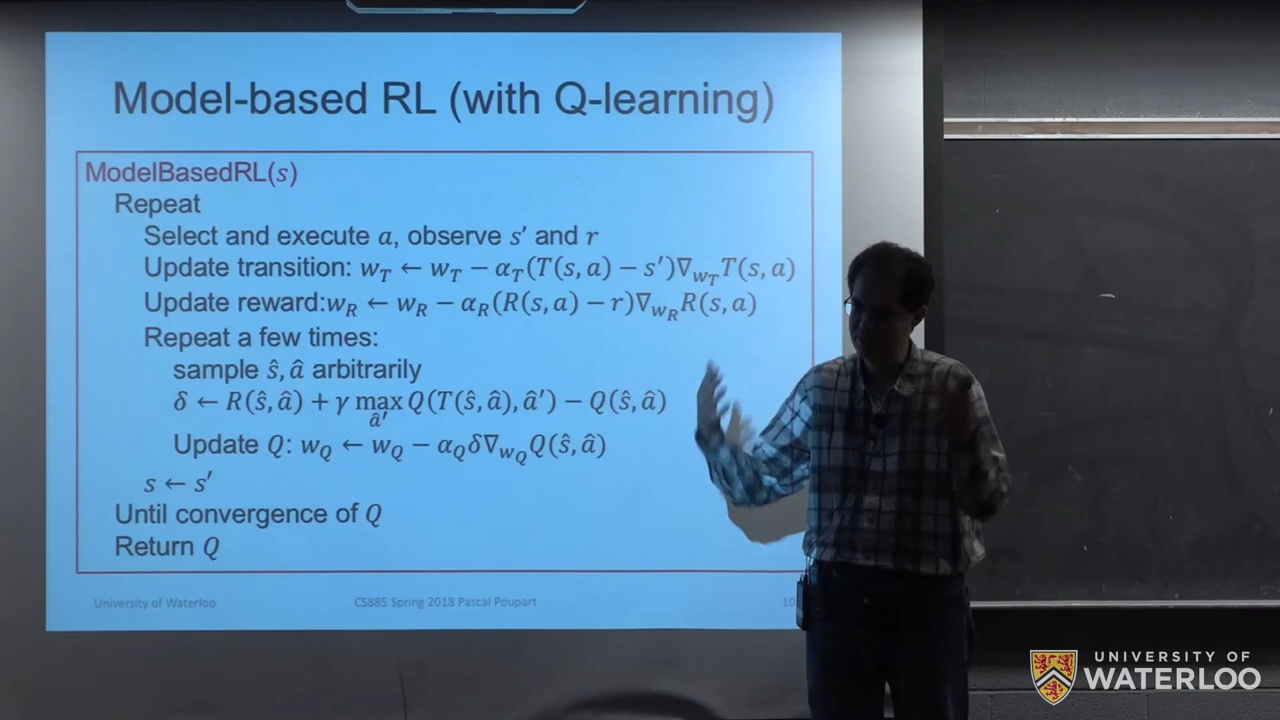 Model-based RL (with Q-learning)
ModelBasedRL(s)
Repeat
Select and execute a, observe s′ and r
Update transition: w_T ← w_T − α_T(T(s, a) − s′)∇_{w_T}T(s, a)
Update reward:w_R ← w_R − α_R(R(s, a) − r)∇_{w_R}R(s, a)
Repeat a few times:
sample ŝ, â arbitrarily
δ ← R(ŝ, â) + γ max_{â′} Q(T(ŝ, â), â′) − Q(ŝ, â)
Update Q: w_Q ← w_Q − α_Qδ∇_{w_Q}Q(ŝ, â)
s ← s′
Until convergence of Q
Return Q
University of Waterloo
CS885 Spring 2018 Pascal Poupart
10
UNIVERSITY OF
WATERLOO